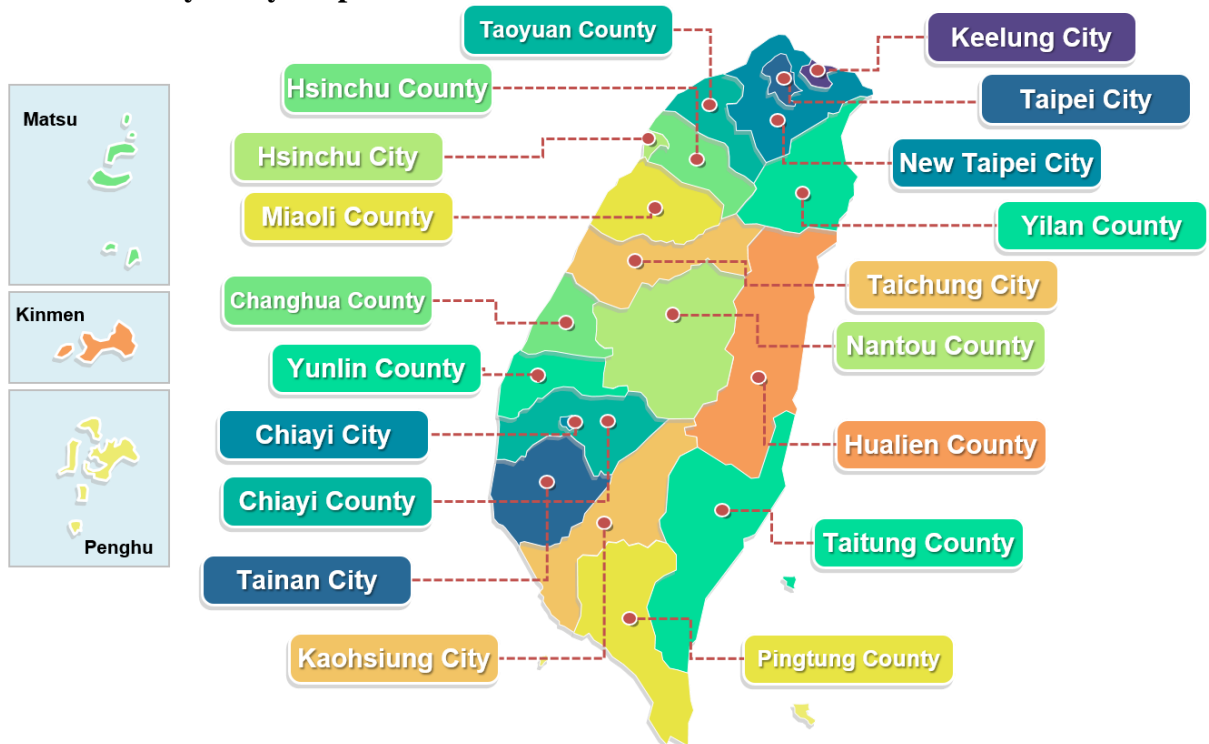 Taoyuan County
Keelung City
Hsinchu County
Taipei City
Matsu
Hsinchu City
New Taipei City
Miaoli County
Yilan County
Taichung City
Changhua County
Kinmen
Nantou County
Yunlin County
Chiayi City
Hualien County
Chiayi County
Penghu
Taitung County
Tainan City
Kaohsiung City
Pingtung County